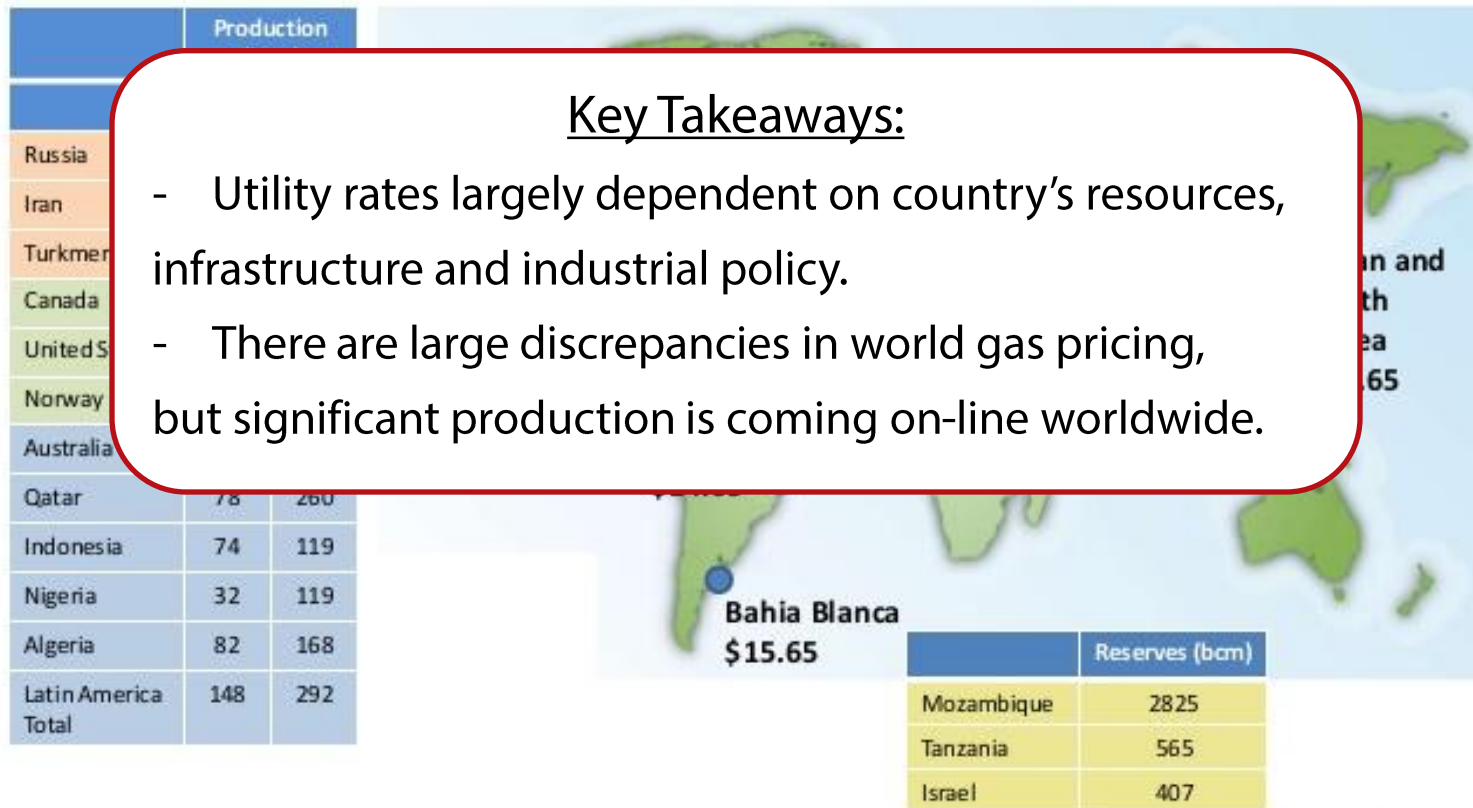 Production
Key Takeaways:
- Utility rates largely dependent on country’s resources,
infrastructure and industrial policy.
- There are large discrepancies in world gas pricing,
but significant production is coming on-line worldwide.
Russia
Iran
Canada
Norway
Australia
Qatar 78 260
Indonesia 74 119
Nigeria 32 119
Algeria 82 168
Latin America 148 292
Total
and
Bahia Blanca
$15.65
Reserves (bcm)
Mozambique 2825
Tanzania 565
Israel 407